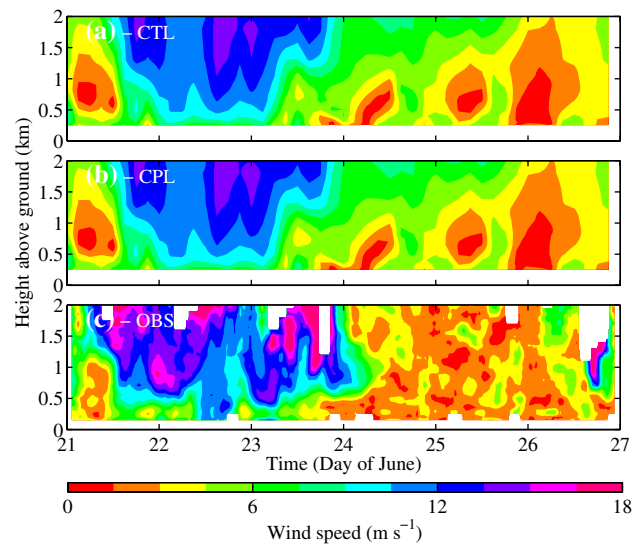 2
(a) – CTL
1.5
1
0.5
0
2
(b) – CPL
1.5
1
0.5
0
2
(c) – OBS
1.5
1
0.5
0
Height above ground (km)
21 22 23 24 25 26 27
Time (Day of June)
0 6 12 18
Wind speed (m s⁻¹)